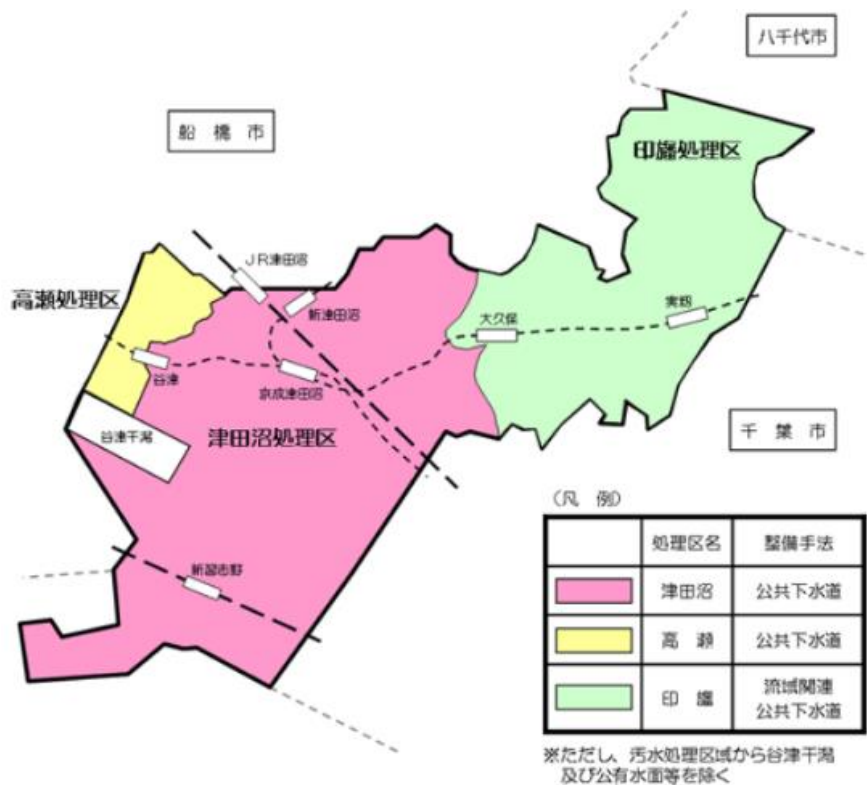 八千代市
船橋市
印旛処理区
JR津田沼
高瀬処理区
新津田沼
大久保
実籾
谷津
京成津田沼
谷津干潟
津田沼処理区
千葉市
新習志野
(凡 例)
処理区名 整備手法
津田沼 公共下水道
高 瀬 公共下水道
印 旛 流域関連
公共下水道
※ただし、汚水処理区域から谷津干潟
及び公有水面等を除く